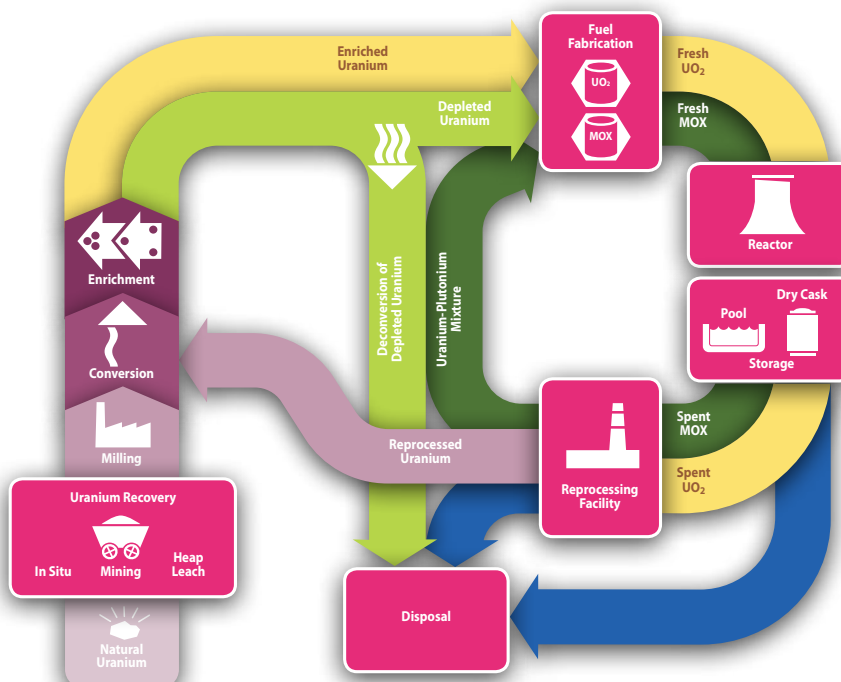 Fuel
Fabrication
UO₂
MOX
Enriched
Uranium
Depleted
Uranium
Fresh
UO₂
Fresh
MOX
Reactor
Dry Cask
Pool
Storage
Enrichment
Conversion
Milling
Uranium Recovery
In Situ
Mining
Heap
Leach
Natural
Uranium
Deconversion of
Depleted Uranium
Uranium-Plutonium
Mixture
Reprocessed
Uranium
Reprocessing
Facility
Spent
MOX
Spent
UO₂
Disposal